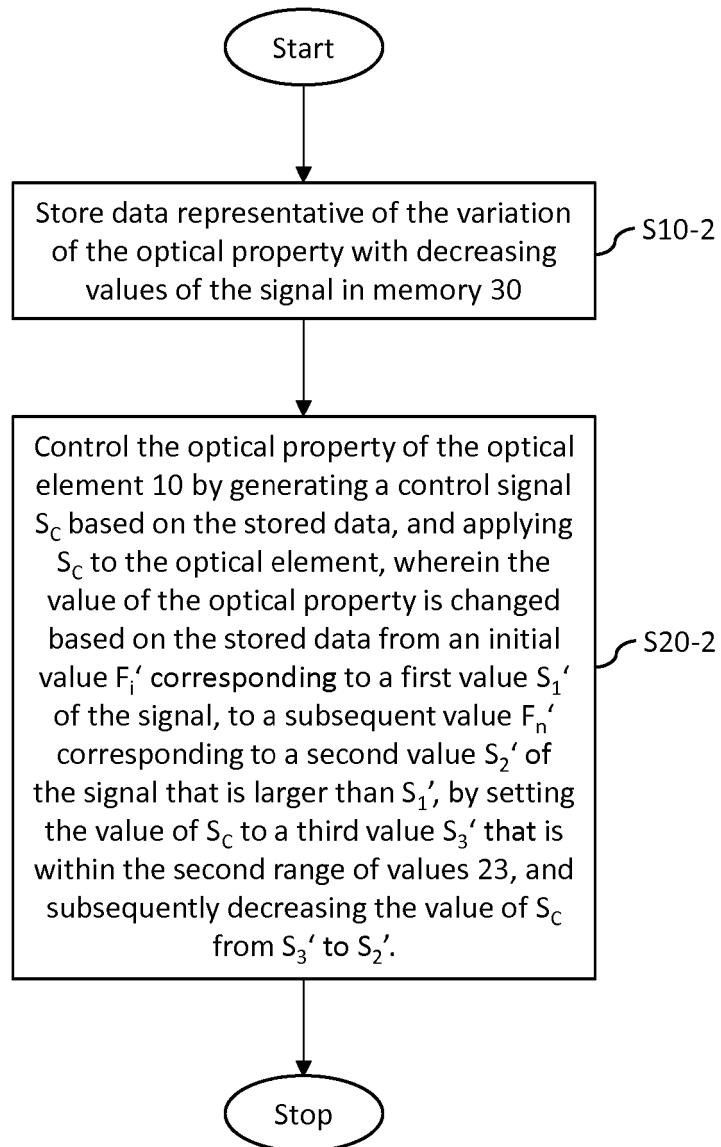 Start
Store data representative of the variation
of the optical property with decreasing
values of the signal in memory 30
S10-2
Control the optical property of the optical
element 10 by generating a control signal
S_C based on the stored data, and applying
S_C to the optical element, wherein the
value of the optical property is changed
based on the stored data from an initial
value F_i‘ corresponding to a first value S_1‘
of the signal, to a subsequent value F_n‘
corresponding to a second value S_2‘ of
the signal that is larger than S_1’, by setting
the value of S_C to a third value S_3‘ that is
within the second range of values 23, and
subsequently decreasing the value of S_C
from S_3‘ to S_2’.
S20-2
Stop